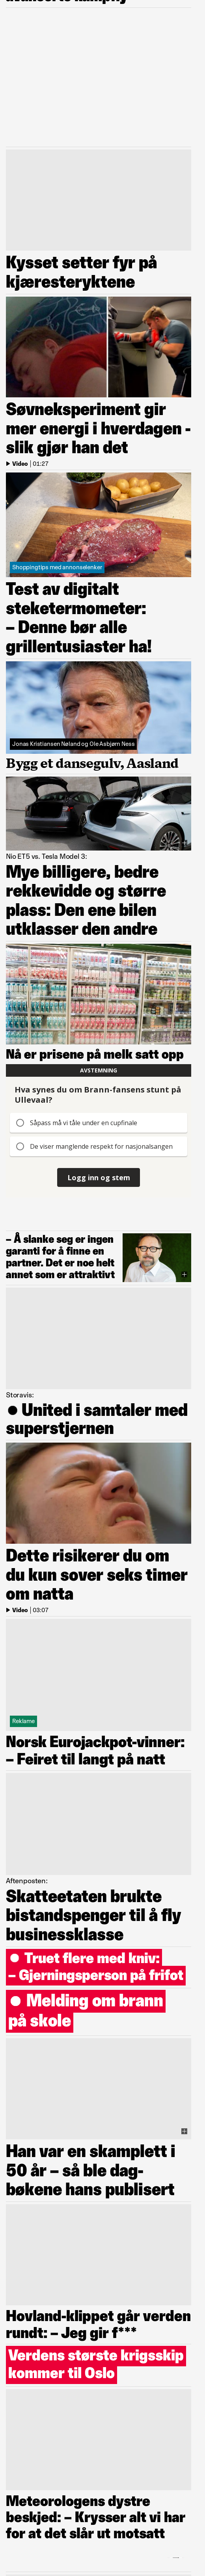 Kysset setter fyr på
kjæresteryktene
Søvneksperiment gir
mer energi i hverdagen -
slik gjør han det
Video | 01:27
Shoppingtips med annonselenker
Test av digitalt
steketermometer:
– Denne bør alle
grillentusiaster ha!
Jonas Kristiansen Nøland og Ole Asbjørn Ness
Bygg et dansegulv, Aasland
Nio ET5 vs. Tesla Model 3:
Mye billigere, bedre
rekkevidde og større
plass: Den ene bilen
utklasser den andre
Nå er prisene på melk satt opp
AVSTEMNING
Hva synes du om Brann-fansens stunt på
Ullevaal?
Såpass må vi tåle under en cupfinale
De viser manglende respekt for nasjonalsangen
Logg inn og stem
– Å slanke seg er ingen
garanti for å finne en
partner. Det er noe helt
annet som er attraktivt
Storavis:
● United i samtaler med
superstjernen
Dette risikerer du om
du kun sover seks timer
om natta
Video | 03:07
Reklame
Norsk Eurojackpot-vinner:
– Feiret til langt på natt
Aftenposten:
Skatteetaten brukte
bistandspenger til å fly
businessklasse
● Truet flere med kniv:
– Gjerningsperson på frifot
● Melding om brann
på skole
Han var en skamplett i
50 år – så ble dag-
bøkene hans publisert
Hovland-klippet går verden
rundt: – Jeg gir f***
Verdens største krigsskip
kommer til Oslo
Meteorologens dystre
beskjed: – Krysser alt vi har
for at det slår ut motsatt